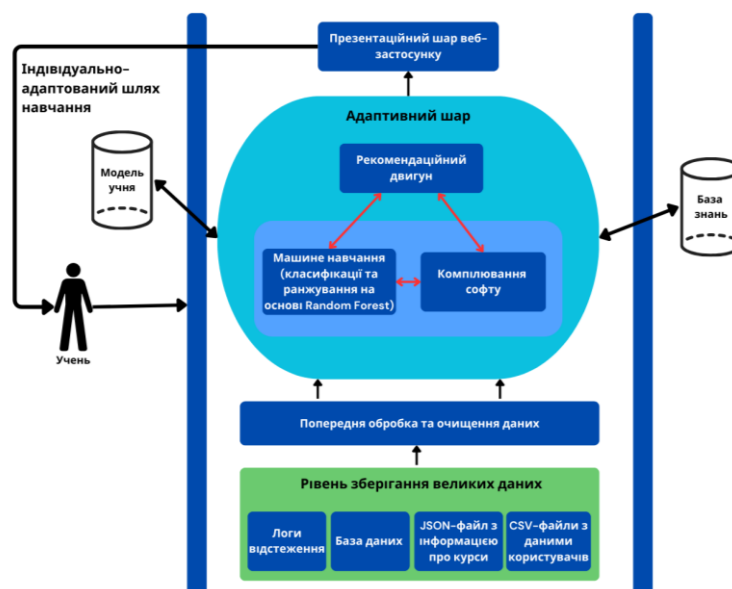 Презентаційний шар веб-
застосунку
Індивідуально-
адаптований шлях
навчання
Адаптивний шар
Рекомендаційний
двигун
Модель
учня
База
знань
Машине навчання
(класифікації та
ранжування на
основі Random Forest)
Компілювання
софту
Учень
Попередня обробка та очищення даних
Рівень зберігання великих даних
Логи
відстеження
База даних
JSON-файл з
інформацією
про курси
CSV-файли з
даними
користувачів